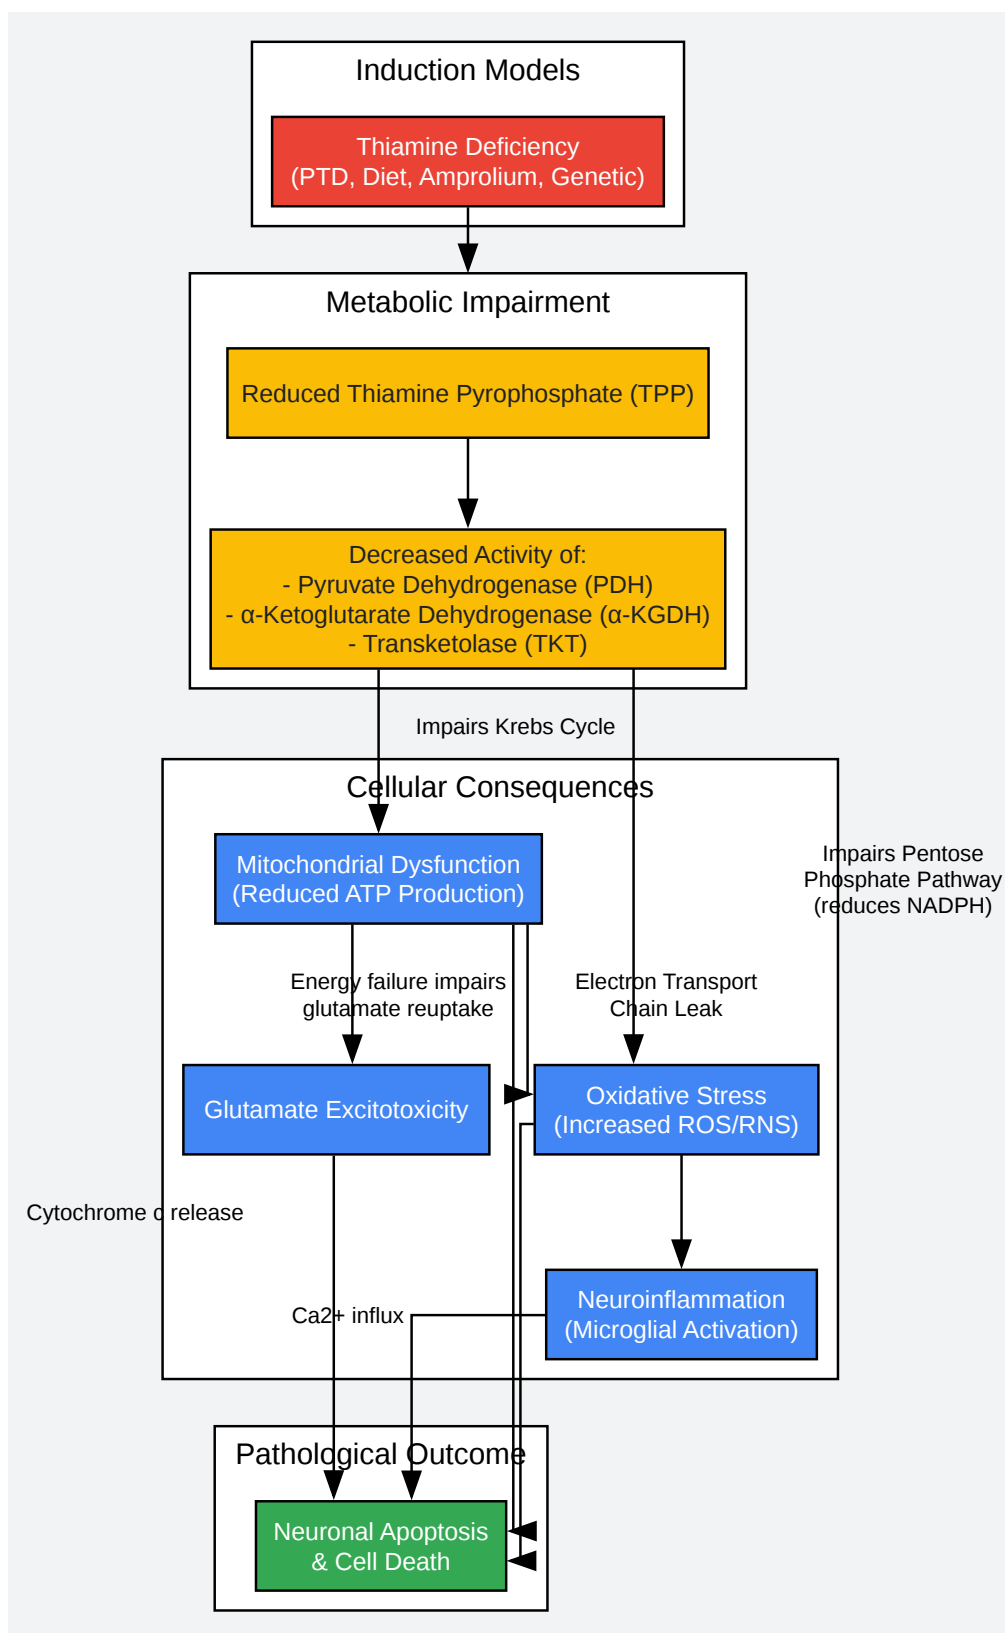 Induction Models
Thiamine Deficiency
(PTD, Diet, Amprolium, Genetic)
Metabolic Impairment
Reduced Thiamine Pyrophosphate (TPP)
Decreased Activity of:
- Pyruvate Dehydrogenase (PDH)
- α-Ketoglutarate Dehydrogenase (α-KGDH)
- Transketolase (TKT)
Impairs Krebs Cycle
Cellular Consequences
Mitochondrial Dysfunction
(Reduced ATP Production)
Impairs Pentose
Phosphate Pathway
(reduces NADPH)
Energy failure impairs
glutamate reuptake
Electron Transport
Chain Leak
Glutamate Excitotoxicity
Oxidative Stress
(Increased ROS/RNS)
Cytochrome c release
Neuroinflammation
(Microglial Activation)
Ca2+ influx
Pathological Outcome
Neuronal Apoptosis
& Cell Death